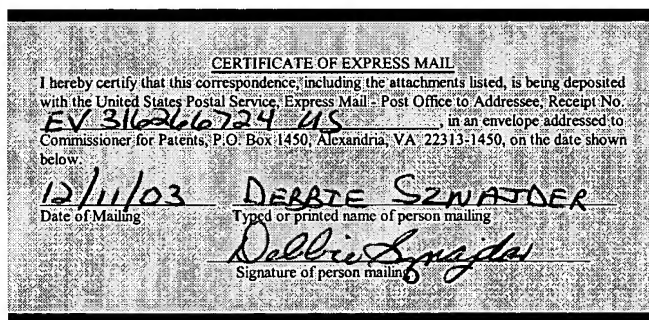 CERTIFICATE OF EXPRESS MAIL
I hereby certify that this correspondence, including the attachments listed, is being deposited
with the United States Postal Service, Express Mail - Post Office to Addressee, Receipt No.
EV 316266724 US , in an envelope addressed to
Commissioner for Patents, P.O. Box 1450, Alexandria, VA 22313-1450, on the date shown
below.
12/11/03 DEBBIE SZNAJDER
Date of Mailing Typed or printed name of person mailing
Debbie Sznajder
Signature of person mailing